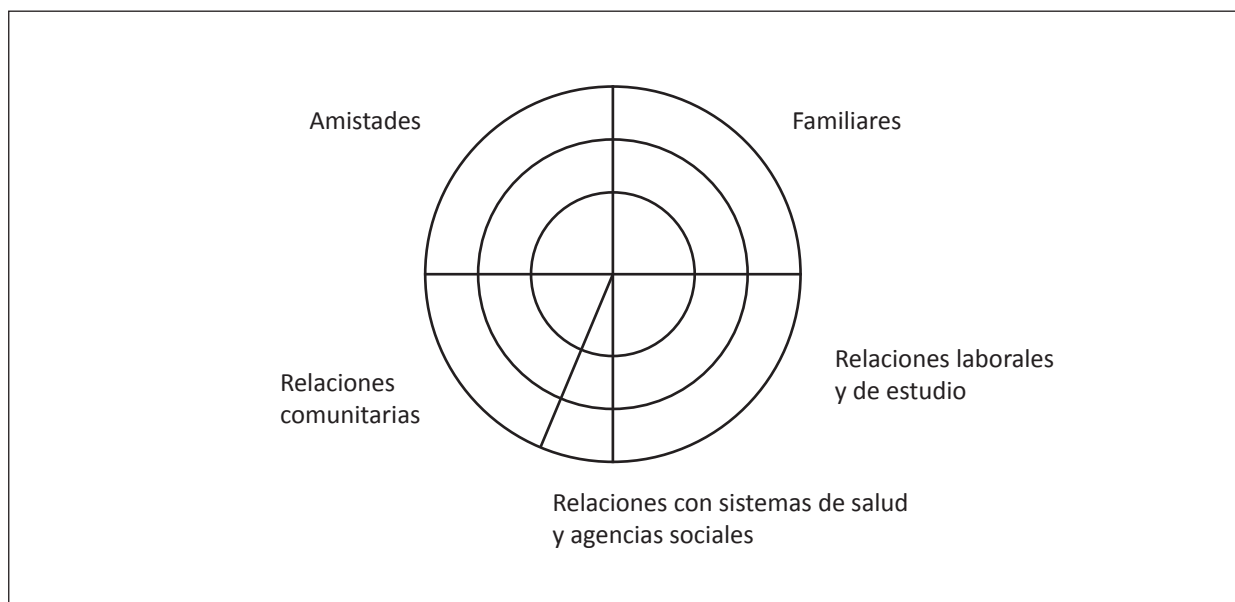 Amistades
Familiares
Relaciones laborales
y de estudio
Relaciones
comunitarias
Relaciones con sistemas de salud
y agencias sociales